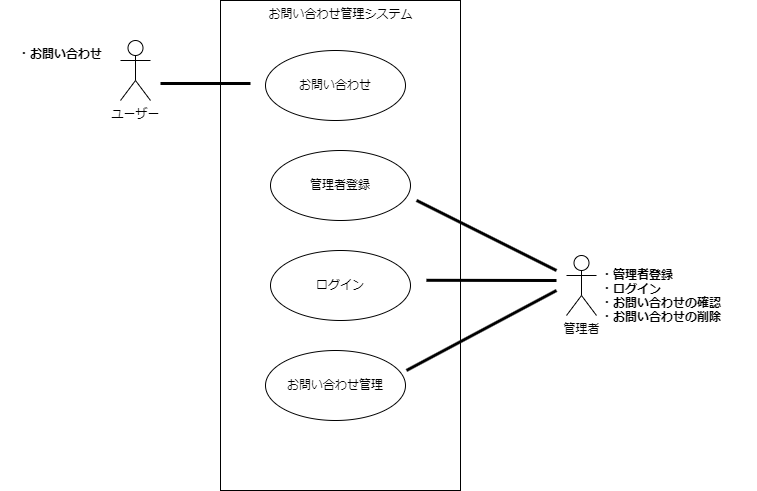 お問い合わせ管理システム
・お問い合わせ
ユーザー
お問い合わせ
管理者登録
ログイン
お問い合わせ管理
・管理者登録
・ログイン
・お問い合わせの確認
・お問い合わせの削除
管理者